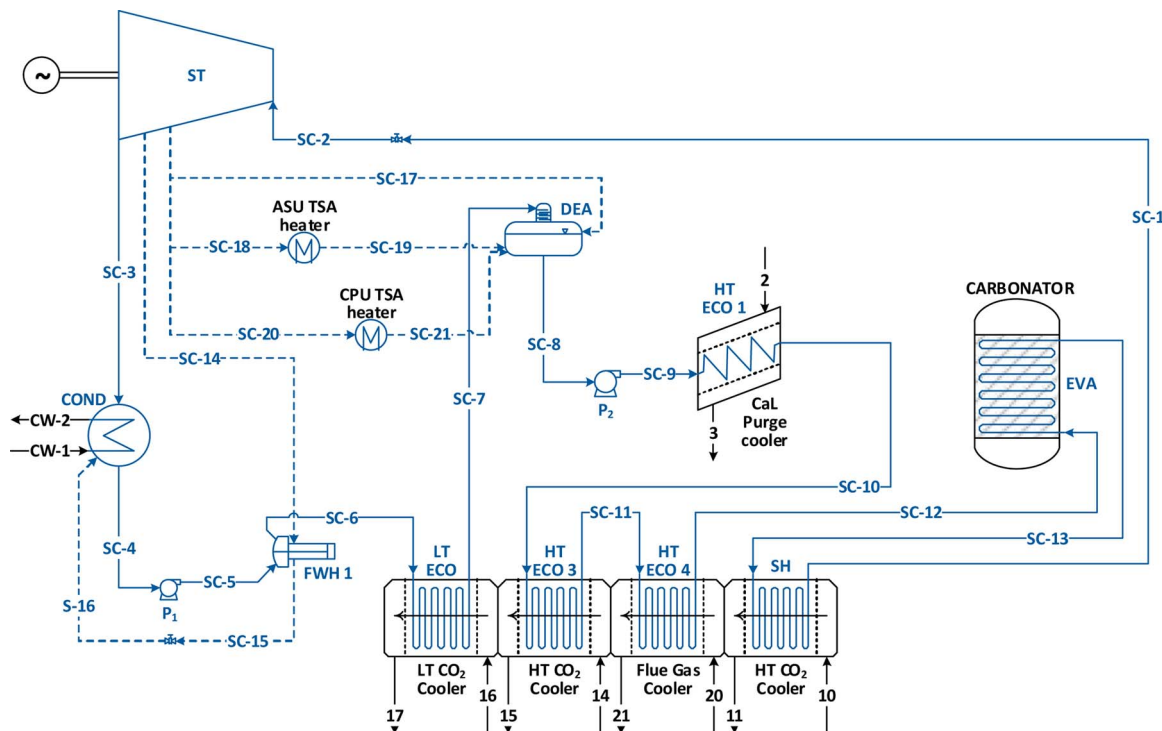 ST
~
SC-2
SC-17
ASU TSA
heater
DEA
SC-1
SC-18
SC-19
SC-3
CPU TSA
heater
2
HT
ECO 1
CARBONATOR
SC-20
SC-21
SC-8
SC-14
SC-9
P2
EVA
COND
SC-7
CaL
Purge
cooler
3
CW-2
CW-1
SC-10
SC-6
SC-11
SC-12
SC-4
SC-13
LT
ECO
HT
ECO 3
HT
ECO 4
SH
FWH 1
SC-5
P1
S-16
SC-15
LT CO₂
Cooler
16
17
HT CO₂
Cooler
14
15
Flue Gas
Cooler
20
21
HT CO₂
Cooler
10
11